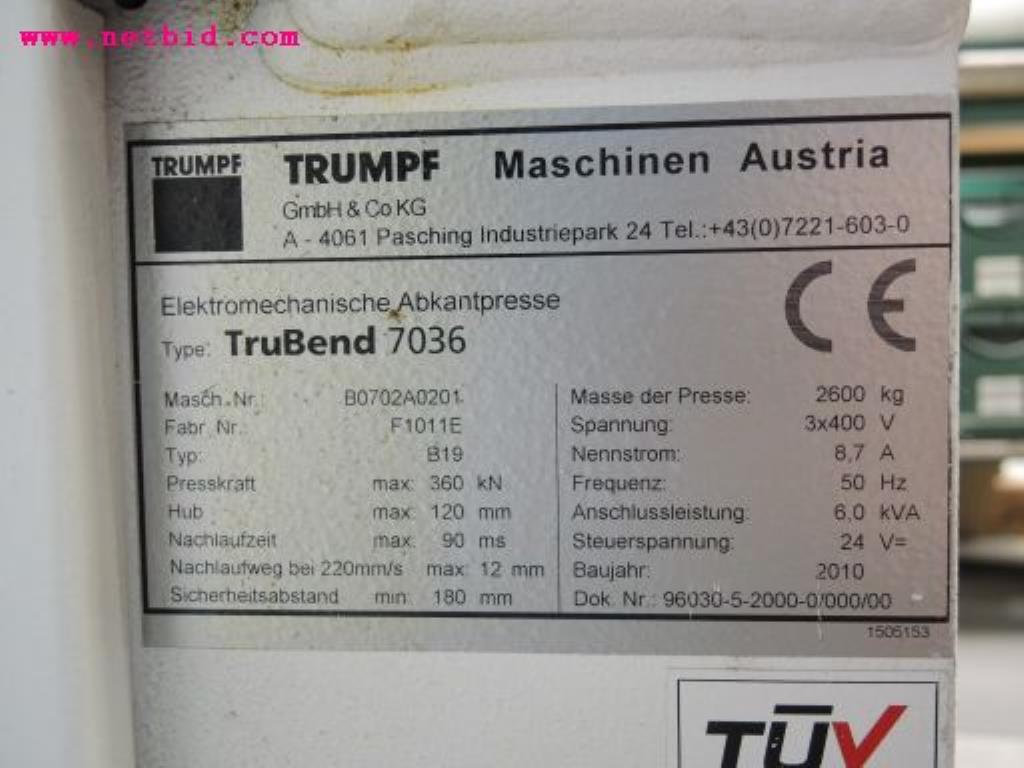 www.netbid.com
TRUMPF
TRUMPF Maschinen Austria
GmbH & Co KG
A - 4061 Pasching Industriepark 24 Tel.:+43(0)7221-603-0
CE
Elektromechanische Abkantpresse
Type: TruBend 7036
Masch.Nr.: B0702A0201
Fabr. Nr.: F1011E
Typ: B19
Presskraft max: 360 kN
Hub max: 120 mm
Nachlaufzeit max: 90 ms
Nachlaufweg bei 220mm/s max: 12 mm
Sicherheitsabstand min: 180 mm
Masse der Presse: 2600 kg
Spannung: 3x400 V
Nennstrom: 8,7 A
Frequenz: 50 Hz
Anschlussleistung: 6,0 kVA
Steuerspannung: 24 V=
Baujahr: 2010
Dok. Nr.: 96030-5-2000-0/000/00
1505153
TÜV